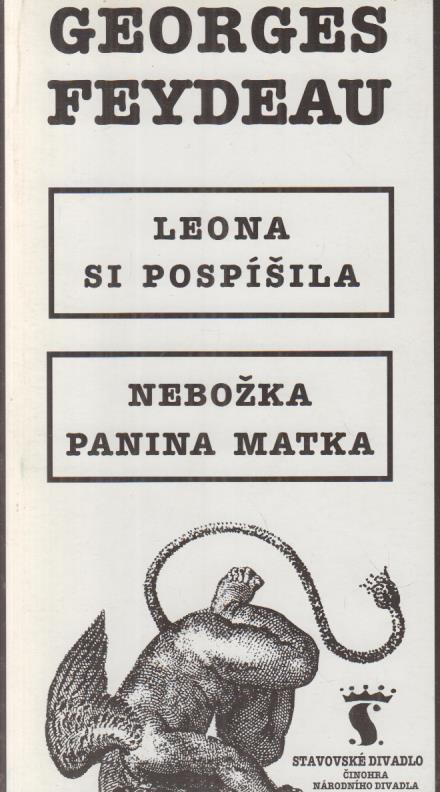 GEORGES
FEYDEAU
LEONA
SI POSPÍŠILA
NEBOŽKA
PANINA MATKA
S.
STAVOVSKÉ DIVADLO
ČINOHRA
NÁRODNÍHO DIVADLA